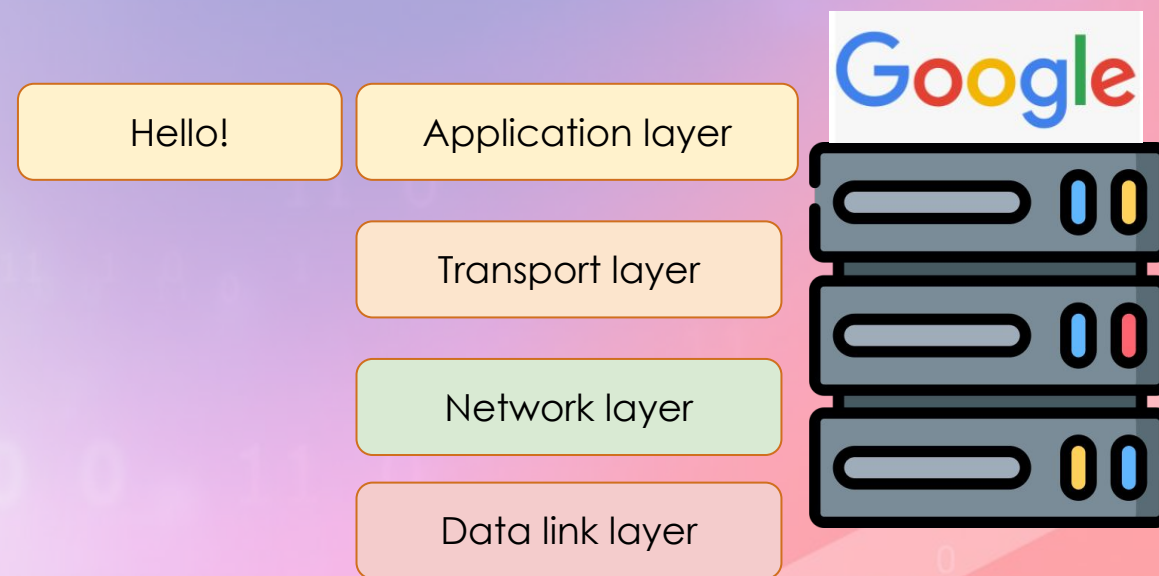 Google
Hello!
Application layer
Transport layer
Network layer
Data link layer